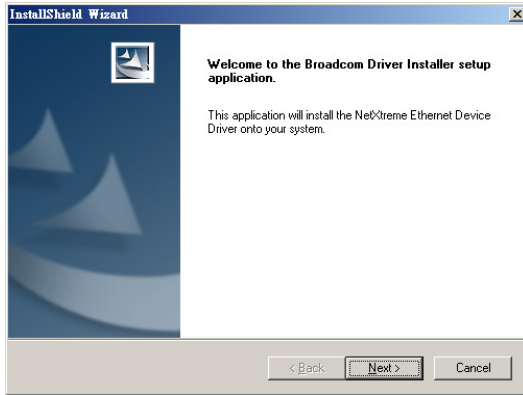 InstallShield Wizard
Welcome to the Broadcom Driver Installer setup
application.
This application will install the NetXtreme Ethernet Device
Driver onto your system.
< Back
Next >
Cancel